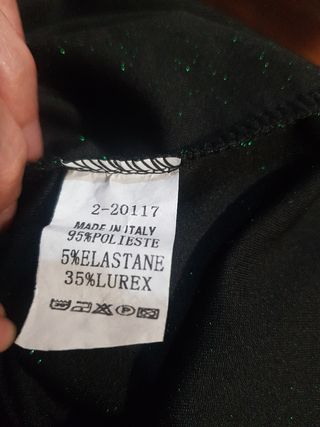 2-20117
MADE IN ITALY
95%POLIESTE
5%ELASTANE
35%LUREX